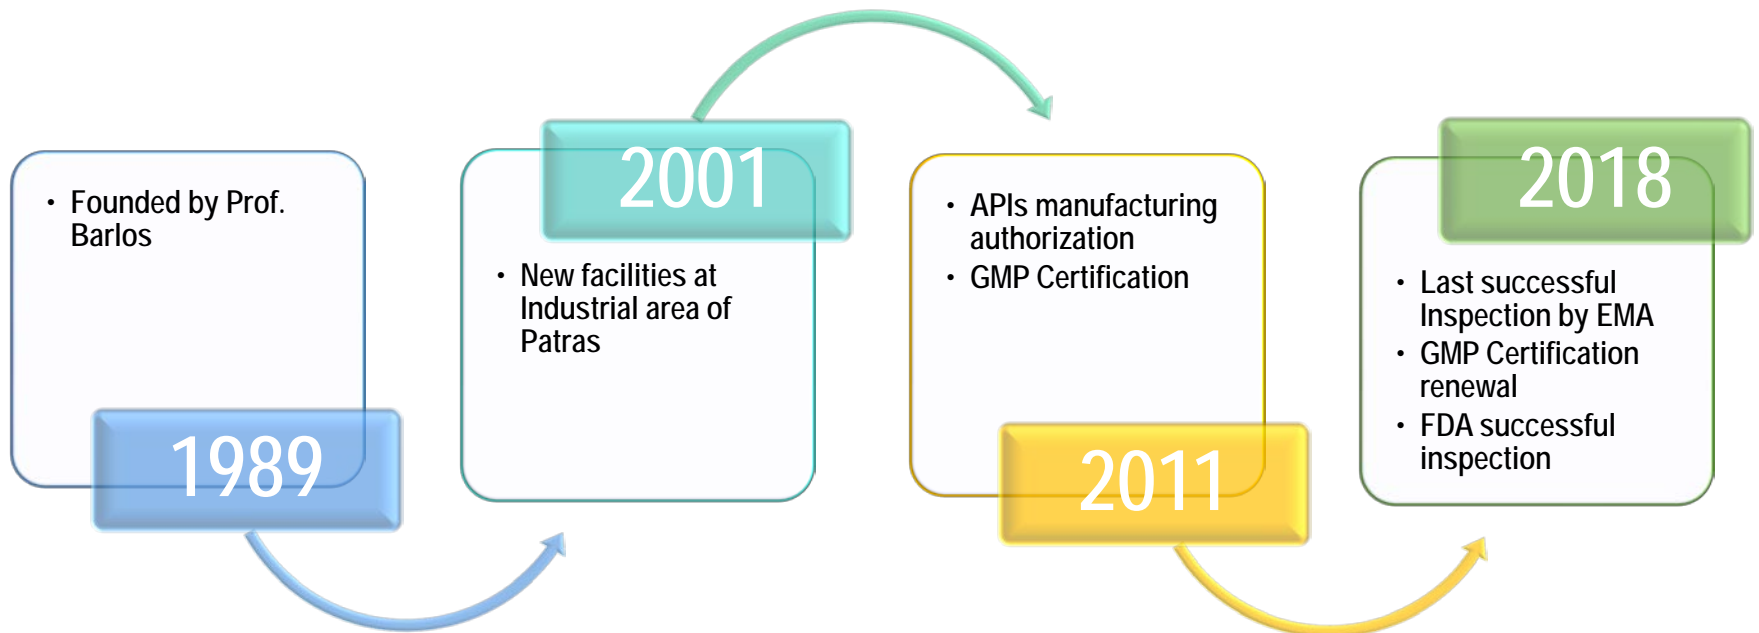 • Founded by Prof.
Barlos
1989
2001
• New facilities at
Industrial area of
Patras
• APIs manufacturing
authorization
• GMP Certification
2011
2018
• Last successful
Inspection by EMA
• GMP Certification
renewal
• FDA successful
inspection